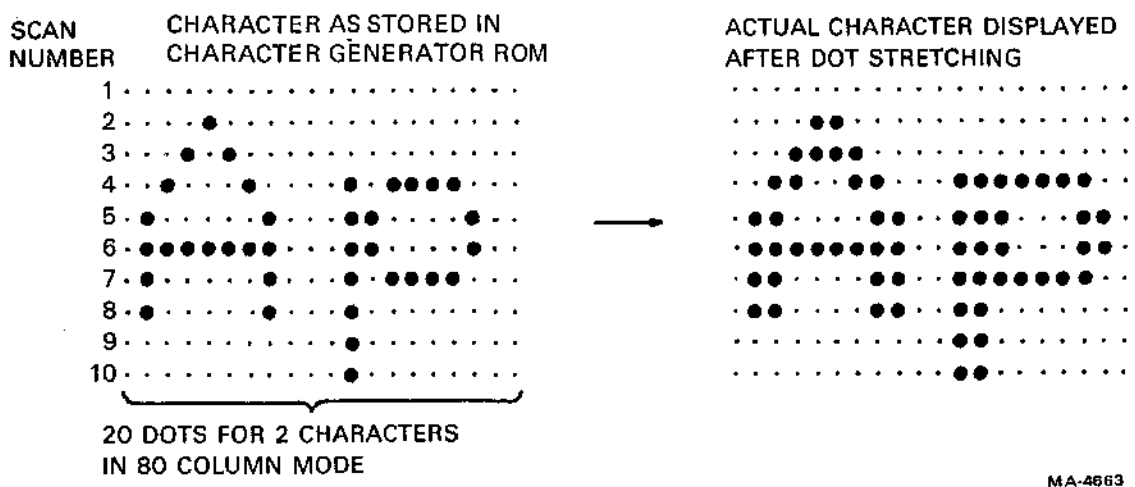 SCAN
NUMBER
CHARACTER AS STORED IN
CHARACTER GENERATOR ROM
ACTUAL CHARACTER DISPLAYED
AFTER DOT STRETCHING
1
2
3
4
5
6
7
8
9
10
20 DOTS FOR 2 CHARACTERS
IN 80 COLUMN MODE
MA-4663